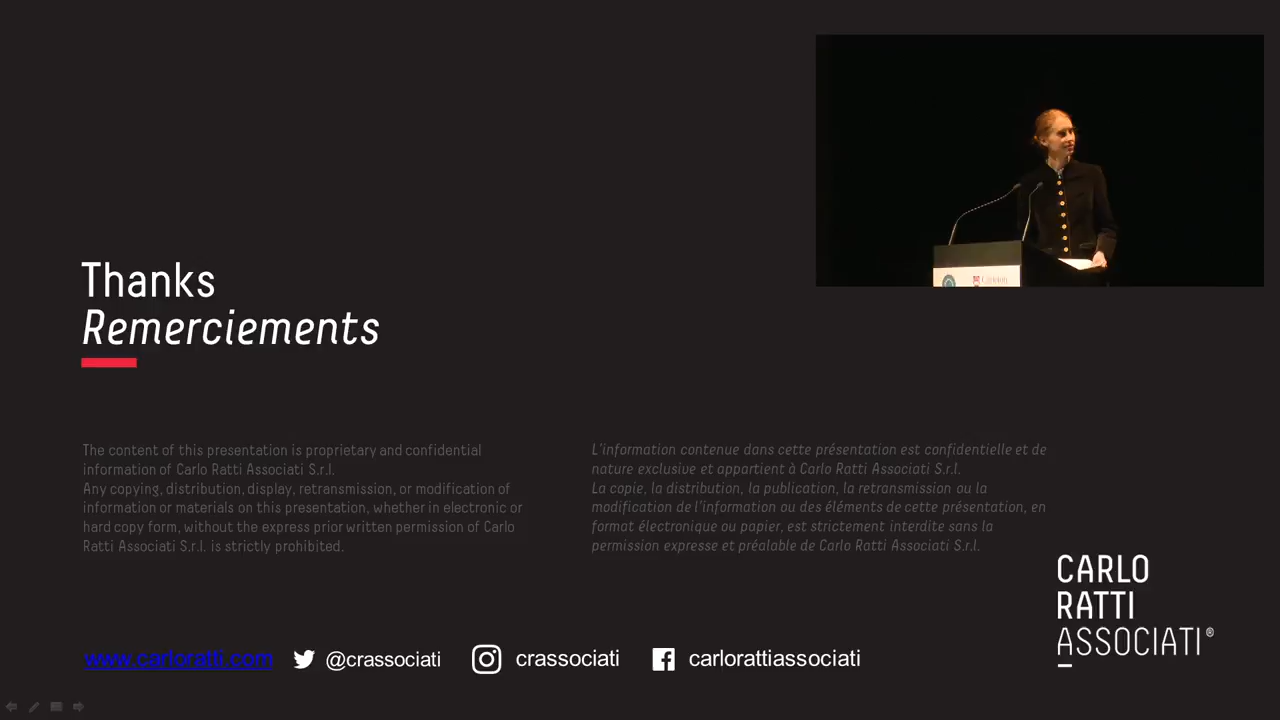 Thanks
Remerciements
The content of this presentation is proprietary and confidential
information of Carlo Ratti Associati S.r.l.
Any copying, distribution, display, retransmission, or modification of
information or materials on this presentation, whether in electronic or
hard copy form, without the express prior written permission of Carlo
Ratti Associati S.r.l. is strictly prohibited.
L'information contenue dans cette présentation est confidentielle et de
nature exclusive et appartient à Carlo Ratti Associati S.r.l.
La copie, la distribution, la publication, la retransmission ou la
modification de l'information ou des éléments de cette présentation, en
format électronique ou papier, est strictement interdite sans la
permission expresse et préalable de Carlo Ratti Associati S.r.l.
CARLO
RATTI
ASSOCIATI®
www.carloratti.com @crassociati crassociati carlorattiassociati